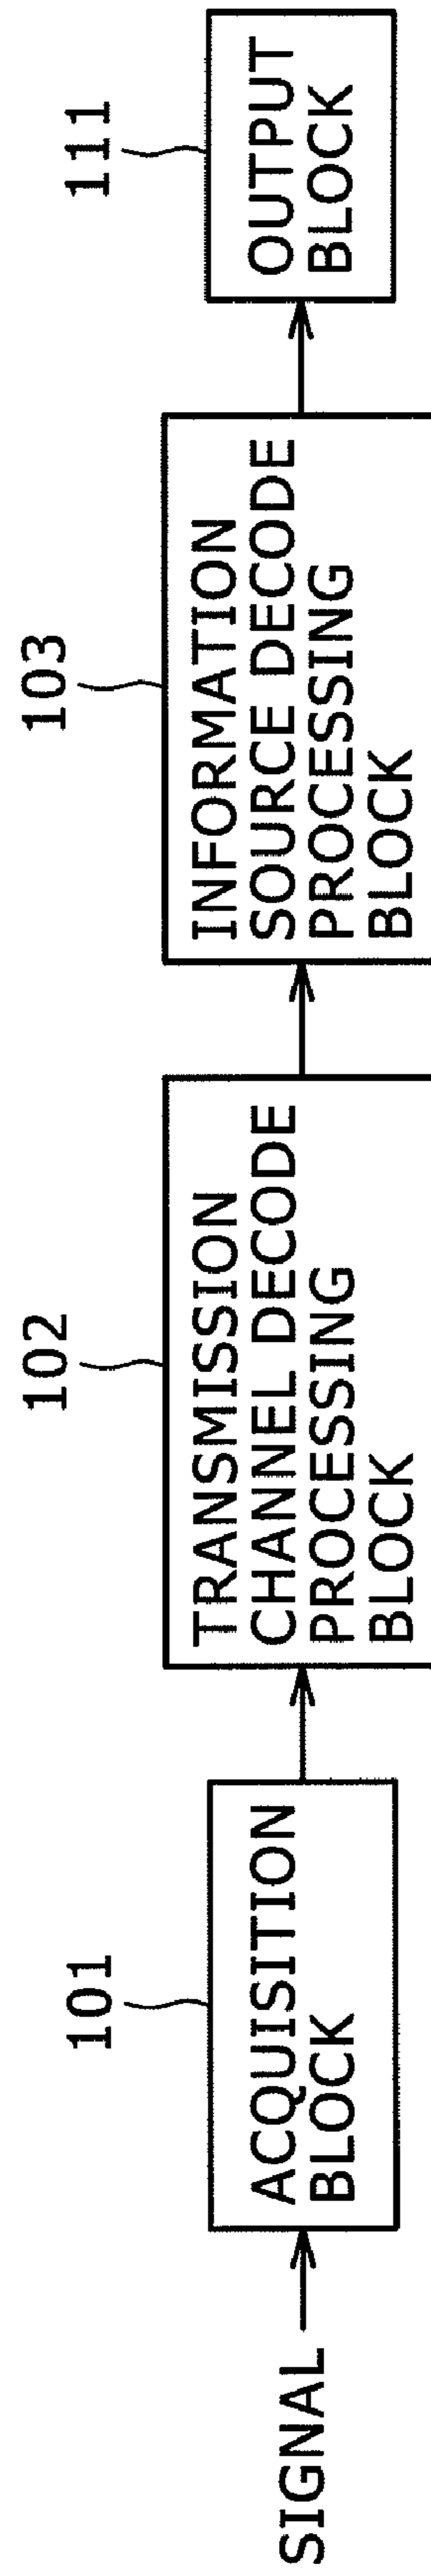 SIGNAL
101
ACQUISITION
BLOCK
102
TRANSMISSION
CHANNEL DECODE
PROCESSING
BLOCK
103
INFORMATION
SOURCE DECODE
PROCESSING
BLOCK
111
OUTPUT
BLOCK